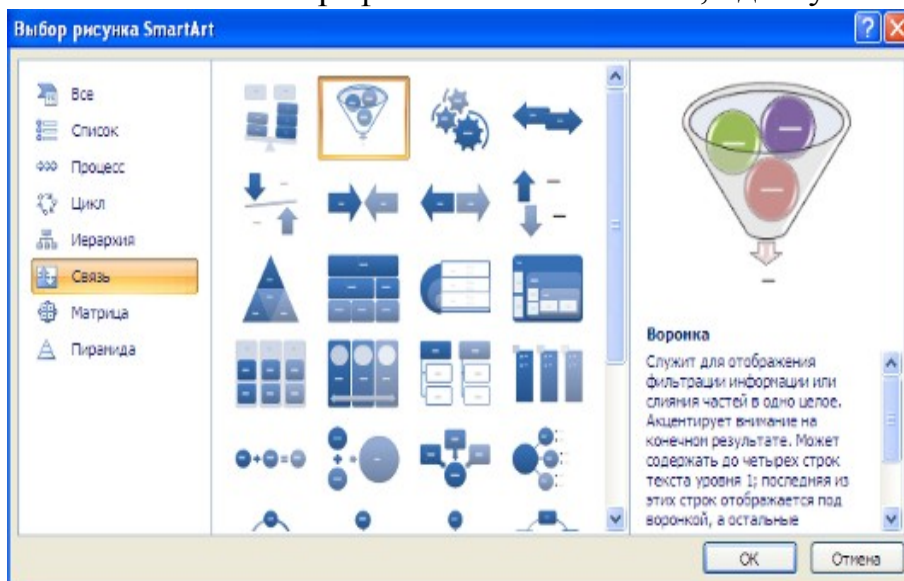 Выбор рисунка SmartArt
Все
Список
Процесс
Цикл
Иерархия
Связь
Матрица
Пирамида
Воронка
Служит для отображения
фильтрации информации или
слияния частей в одно целое.
Акцентирует внимание на
конечном результате. Может
содержать до четырех строк
текста уровня 1; последняя из
этих строк отображается под
воронкой, а остальные
OK
Отмена